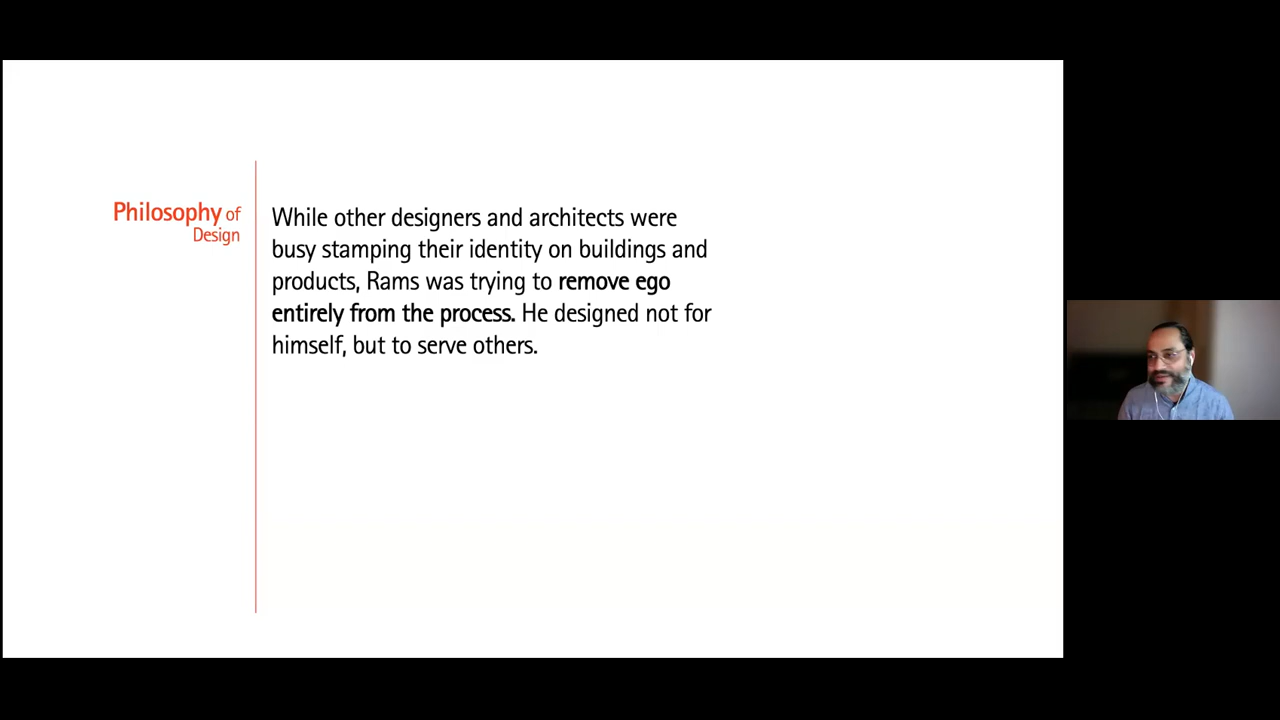 Philosophy of
Design
While other designers and architects were
busy stamping their identity on buildings and
products, Rams was trying to remove ego
entirely from the process. He designed not for
himself, but to serve others.